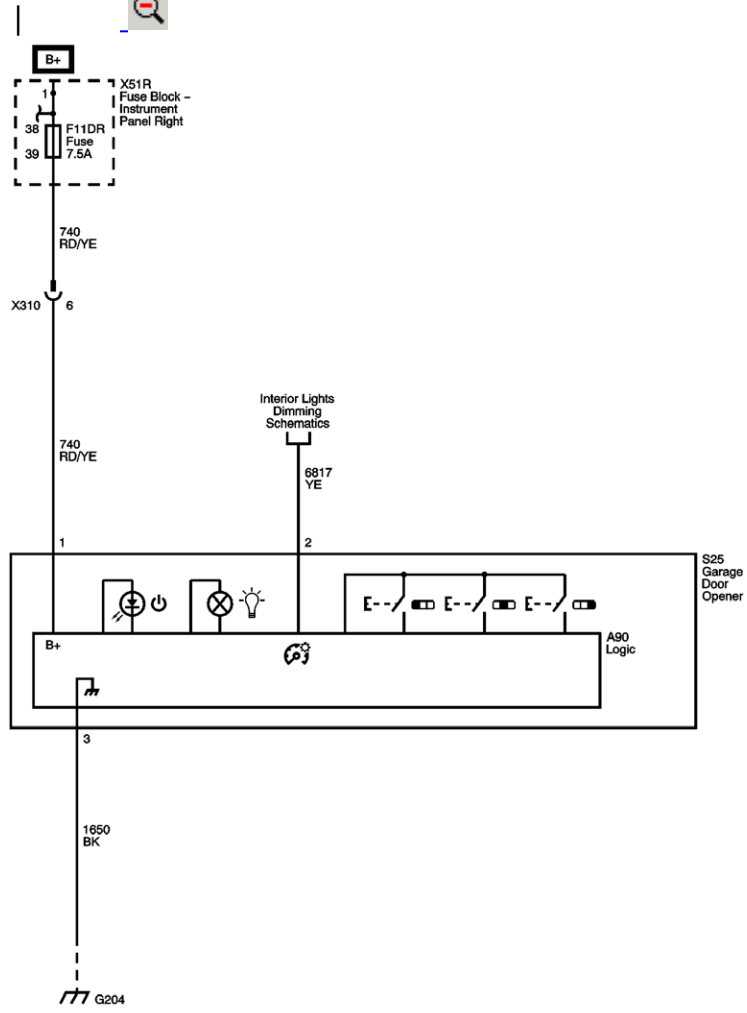 B+
X51R
Fuse Block –
Instrument
Panel Right
1
38
F11DR
Fuse
39
7.5A
740
RD/YE
X310
6
Interior Lights
Dimming
Schematics
740
RD/YE
6817
YE
1
2
S25
Garage
Door
Opener
B+
A90
Logic
3
1650
BK
G204